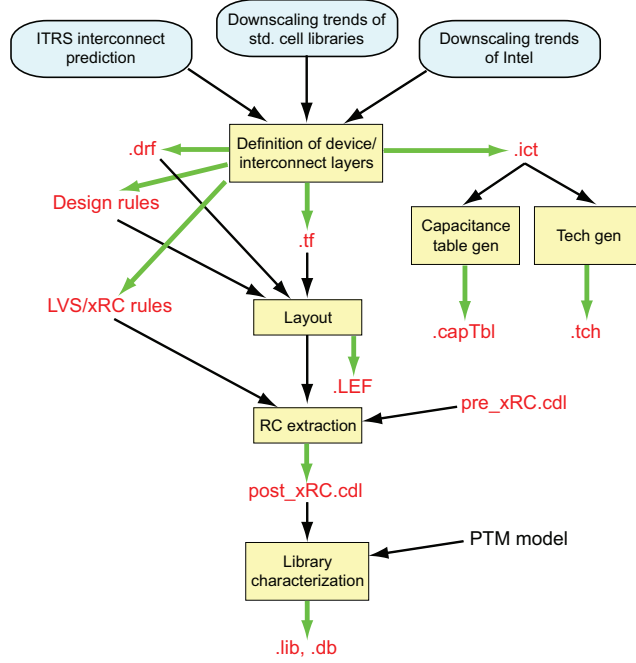 ITRS interconnect
prediction
Downscaling trends of
std. cell libraries
Downscaling trends
of Intel
.drf
Definition of device/
interconnect layers
.ict
Design rules
.tf
Capacitance
table gen
Tech gen
LVS/xRC rules
Layout
.capTbl
.tch
.LEF
pre_xRC.cdl
RC extraction
post_xRC.cdl
PTM model
Library
characterization
.lib, .db